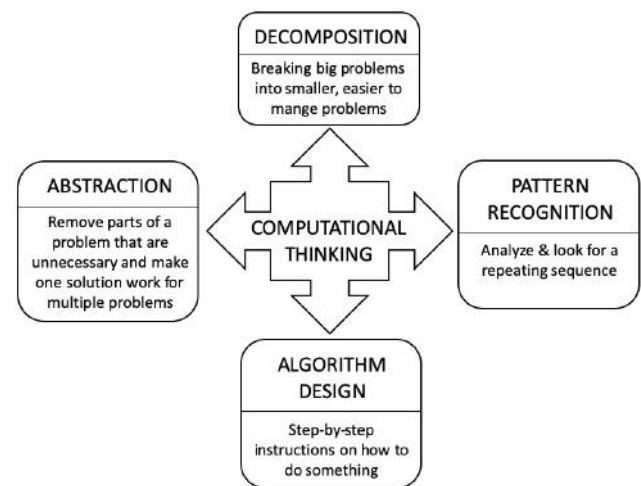 DECOMPOSITION
Breaking big problems
into smaller, easier to
mange problems
ABSTRACTION
Remove parts of a
problem that are
unnecessary and make
one solution work for
multiple problems
COMPUTATIONAL
THINKING
PATTERN
RECOGNITION
Analyze & look for a
repeating sequence
ALGORITHM
DESIGN
Step-by-step
instructions on how to
do something